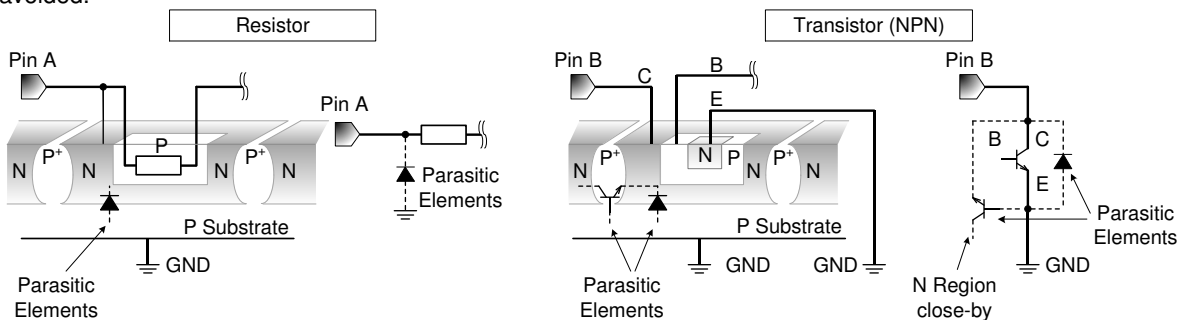 avoided.
Resistor
Transistor (NPN)
Pin A
Pin B
C
B
E
Pin B
Pin A
N
P+
N
P
N
P+
N
N
P+
N
N
P
N
P+
N
B
C
E
Parasitic
Elements
P Substrate
GND
Parasitic
Elements
P Substrate
GND
GND
Parasitic
Elements
Parasitic
Elements
GND
N Region
close-by